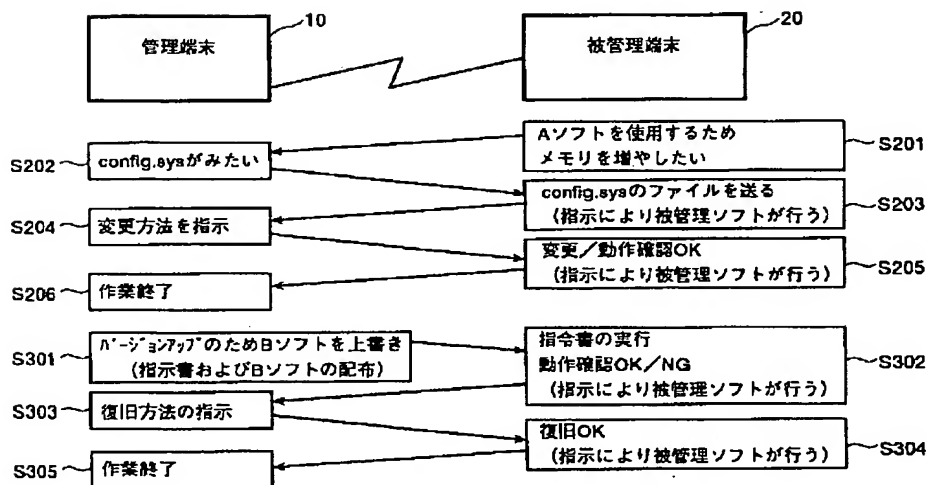 10
管理端末
20
被管理端末
Aソフトを使用するため
メモリを増やしたい
S201
S202
config.sysがみたい
config.sysのファイルを送る
(指示により被管理ソフトが行う)
S203
S204
変更方法を指示
変更/動作確認OK
(指示により被管理ソフトが行う)
S205
S206
作業終了
S301
バージョンアップのためBソフトを上書き
(指示書およびBソフトの配布)
指令書の実行
動作確認OK/NG
(指示により被管理ソフトが行う)
S302
S303
復旧方法の指示
復旧OK
(指示により被管理ソフトが行う)
S304
S305
作業終了